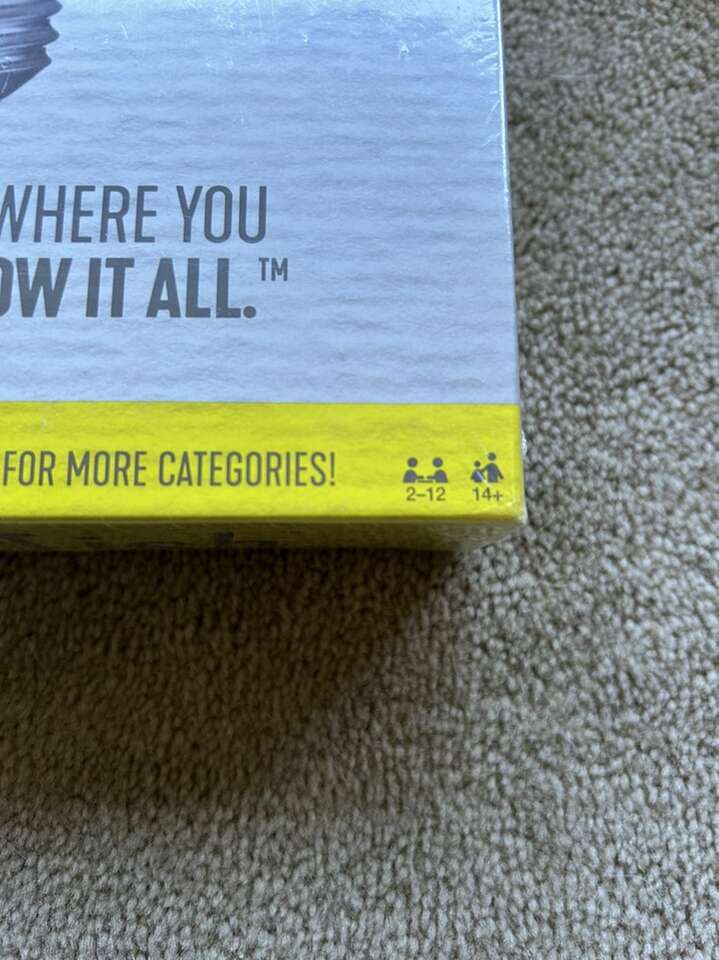 WHERE YOU
OW IT ALL.™
FOR MORE CATEGORIES!
2–12
14+